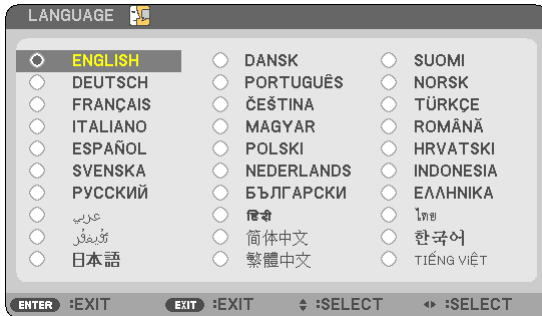 LANGUAGE
ENGLISH DANSK SUOMI
DEUTSCH PORTUGUÊS NORSK
FRANÇAIS ČEŠTINA TÜRKÇE
ITALIANO MAGYAR ROMÂNĂ
ESPAÑOL POLSKI HRVATSKI
SVENSKA NEDERLANDS INDONESIA
РУССКИЙ БЪЛГАРСКИ ΕΛΛΗΝΙΚΑ
عربي हिंदी ไทย
简体中文 한국어
日本語 繁體中文 TIẾNG VIỆT
ENTER :EXIT EXIT :EXIT :SELECT :SELECT